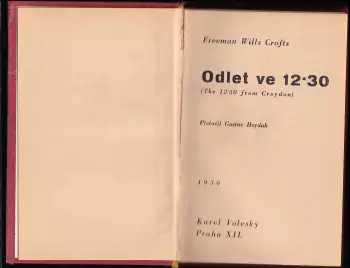 Freeman Wills Crofts
Odlet ve 12·30
(The 12·30 from Croydon)
Přeložil Gustav Heyduk
1936
Karel Voleský
Praha XII.